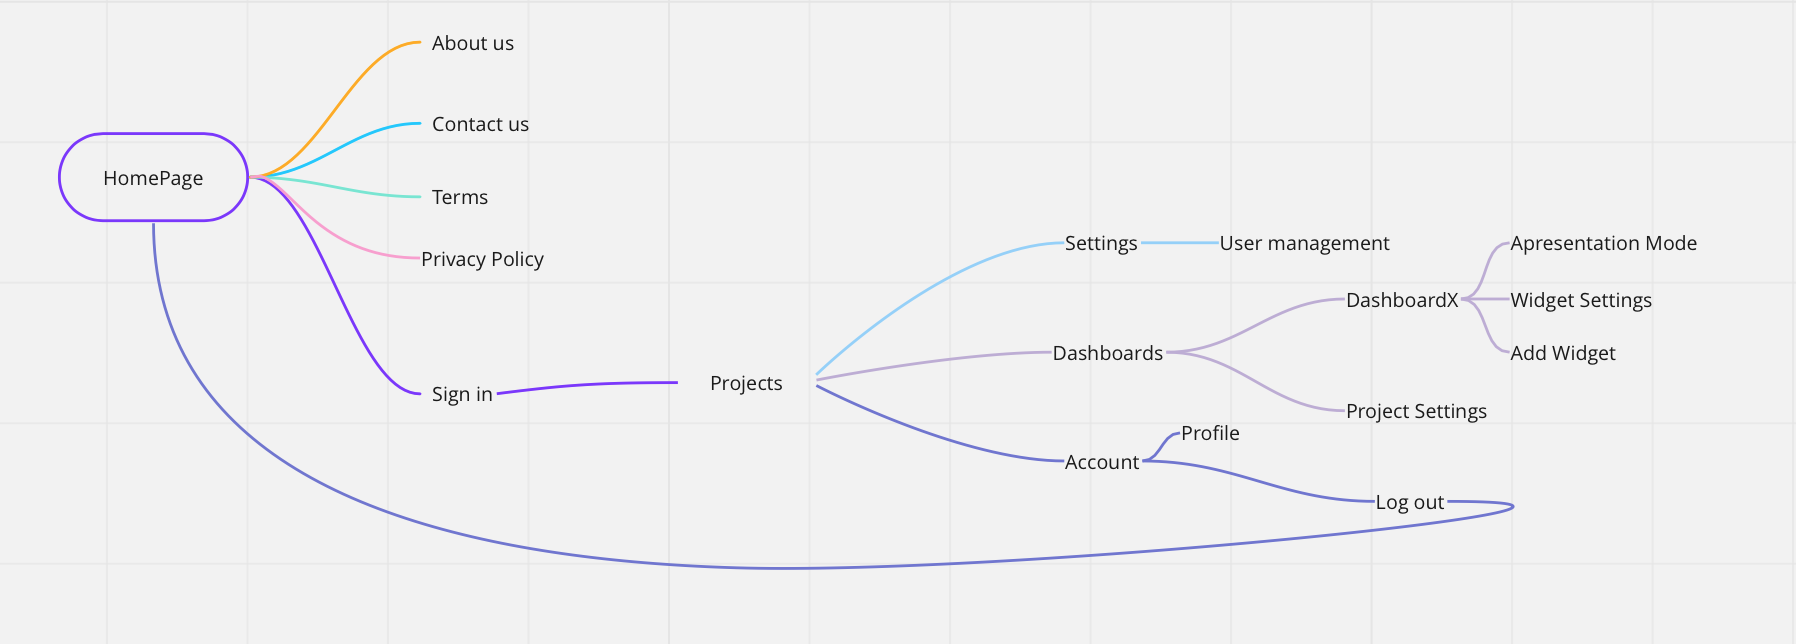 About us
Contact us
HomePage
Terms
Privacy Policy
Sign in
Projects
Settings
User management
Dashboards
DashboardX
Apresentation Mode
Widget Settings
Add Widget
Project Settings
Account
Profile
Log out